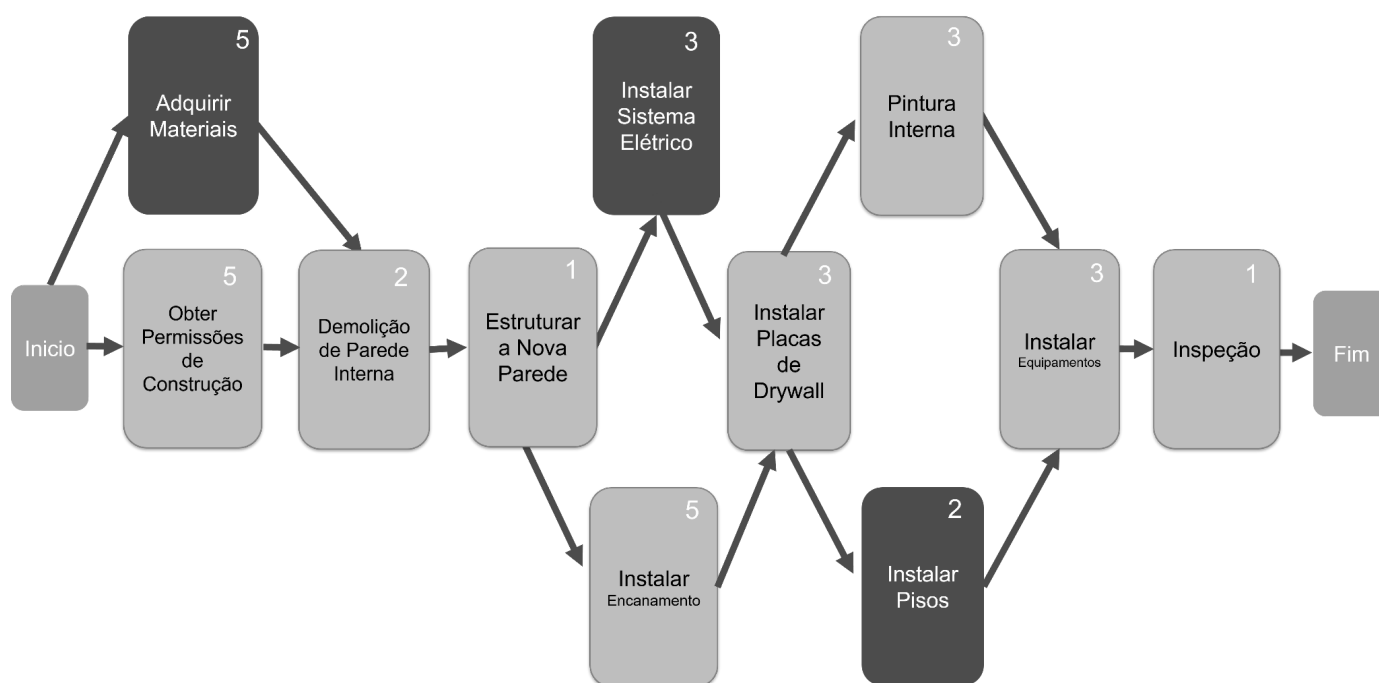 Inicio
5
Adquirir
Materiais
5
Obter
Permissões
de
Construção
2
Demolição
de Parede
Interna
1
Estruturar
a Nova
Parede
3
Instalar
Sistema
Elétrico
5
Instalar
Encanamento
3
Instalar
Placas
de
Drywall
3
Pintura
Interna
2
Instalar
Pisos
3
Instalar
Equipamentos
1
Inspeção
Fim